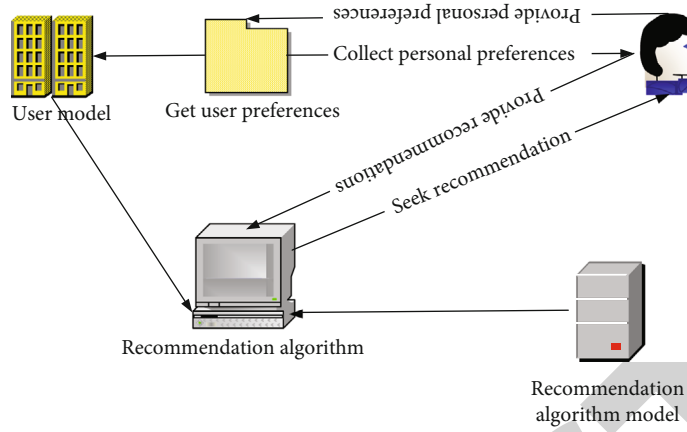 Provide personal preferences
Collect personal preferences
User model
Get user preferences
Provide recommendations
Seek recommendation
Recommendation algorithm
Recommendation
algorithm model